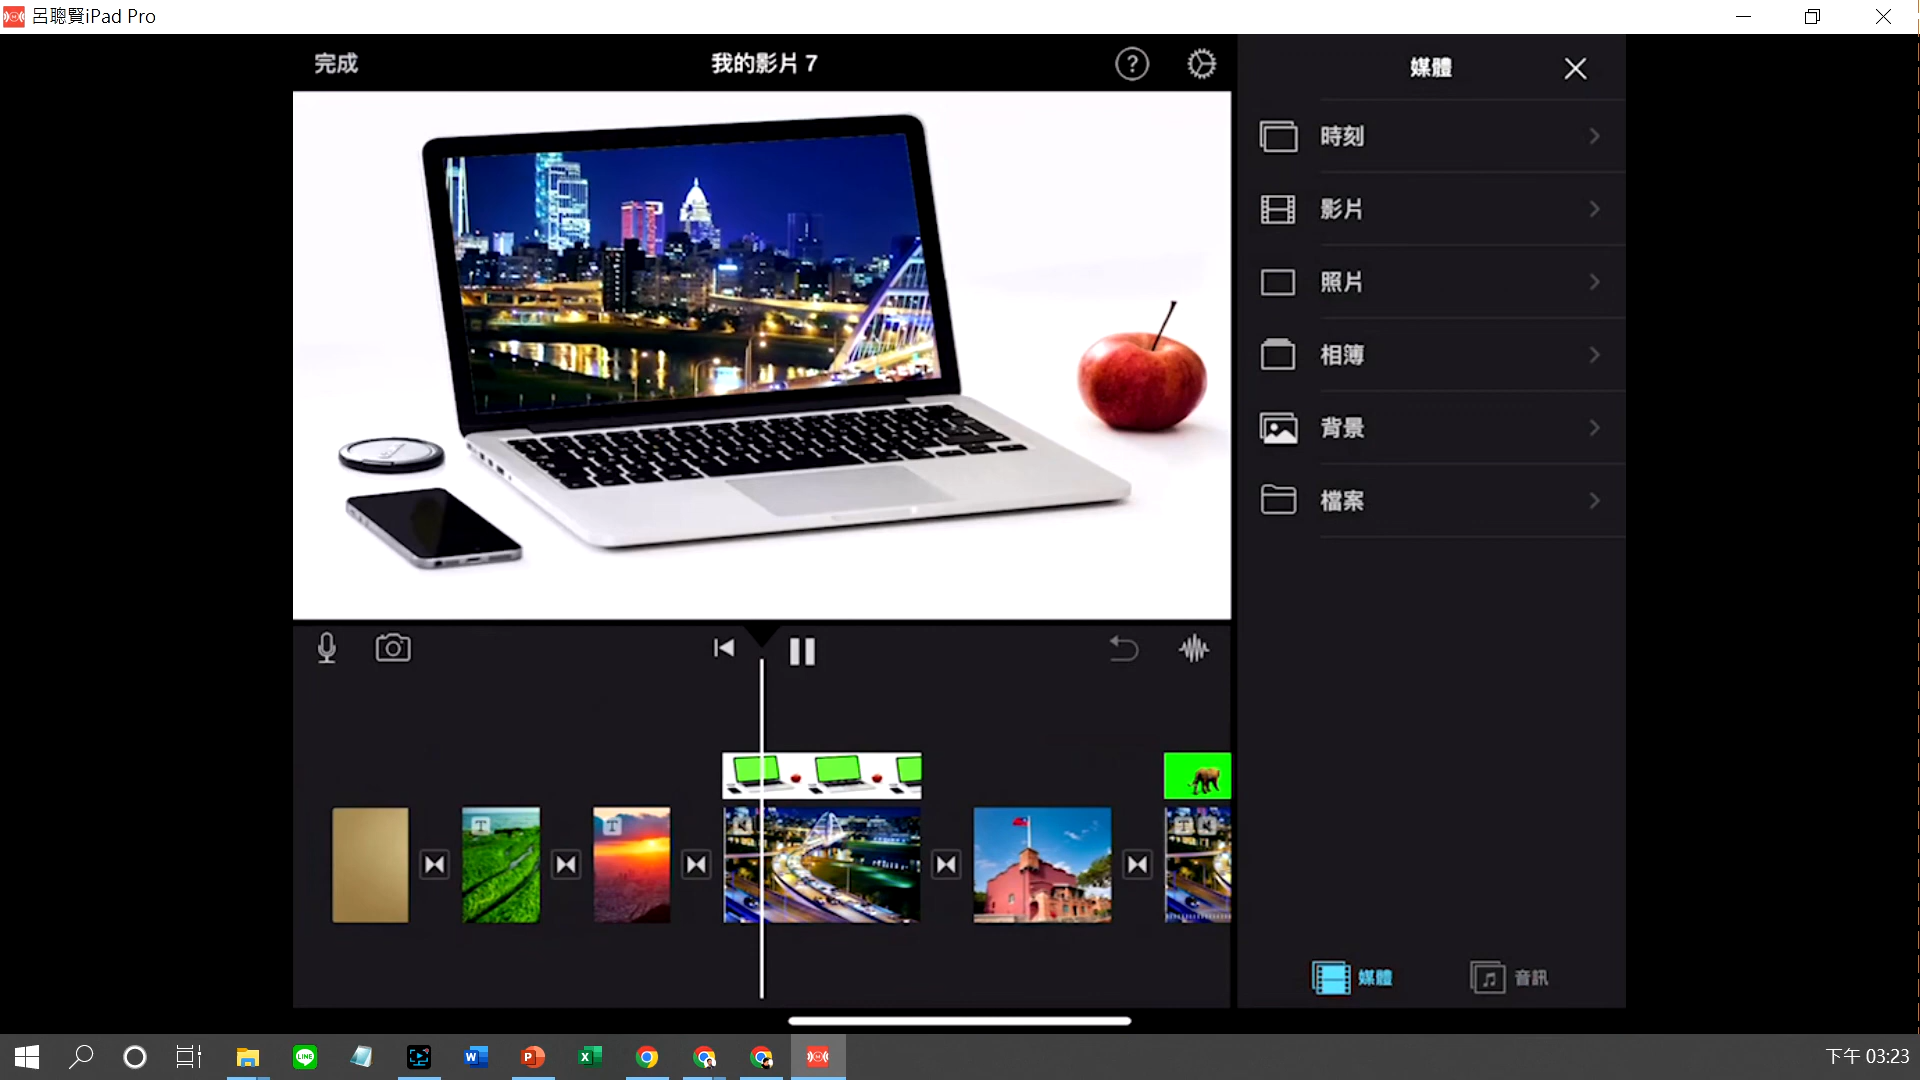 呂聰賢iPad Pro
完成
我的影片 7
?
媒體
時刻
影片
照片
相簿
背景
檔案
T
T
T
媒體
音訊
LINE
W
P
X
下午 03:23